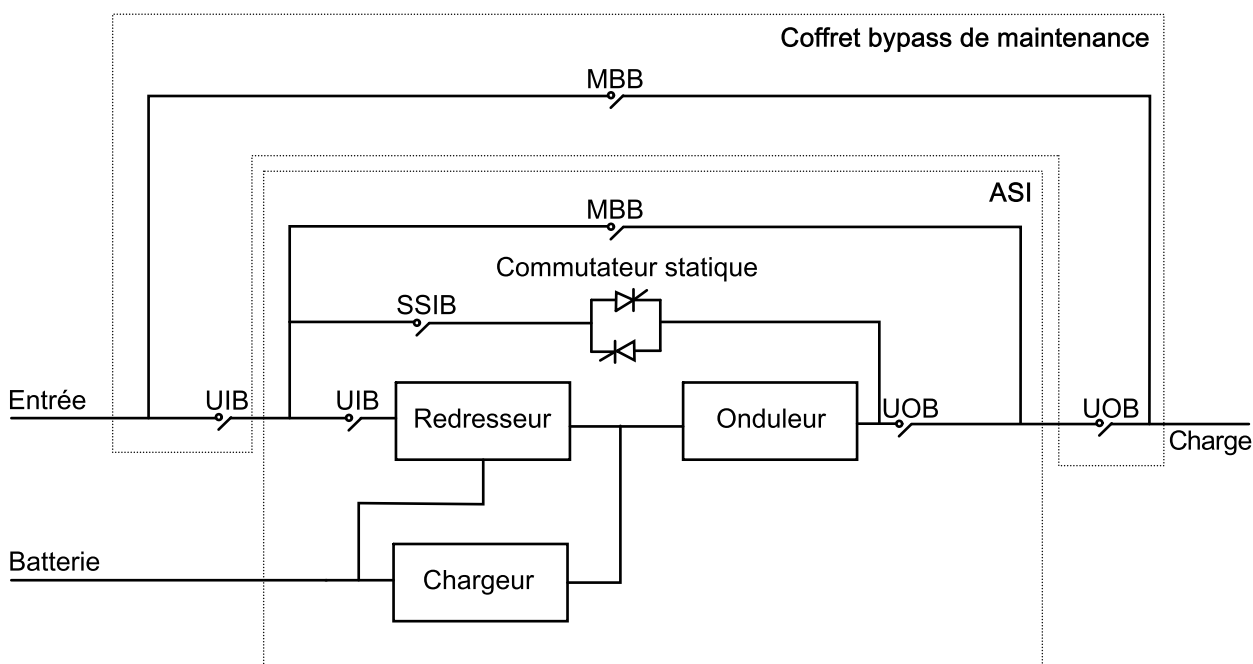 Coffret bypass de maintenance
MBB
ASI
MBB
Commutateur statique
SSIB
Entrée
UIB
UIB
Redresseur
Onduleur
UOB
UOB
Charge
Batterie
Chargeur